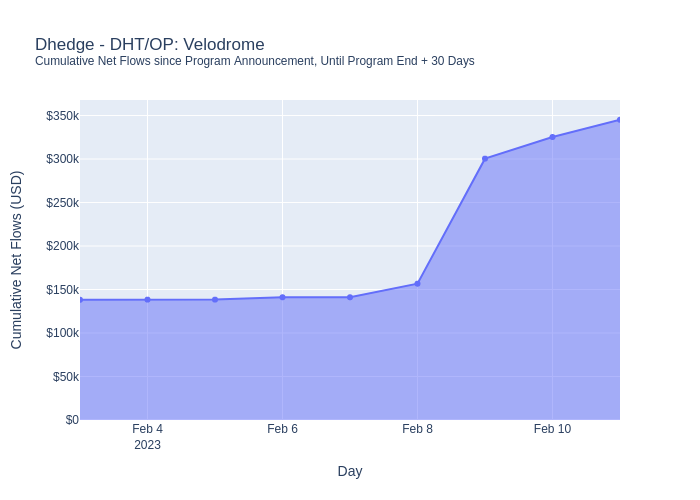 Dhedge - DHT/OP: Velodrome
Cumulative Net Flows since Program Announcement, Until Program End + 30 Days
Cumulative Net Flows (USD)
$350k
$300k
$250k
$200k
$150k
$100k
$50k
$0
Feb 4
2023
Feb 6
Feb 8
Feb 10
Day